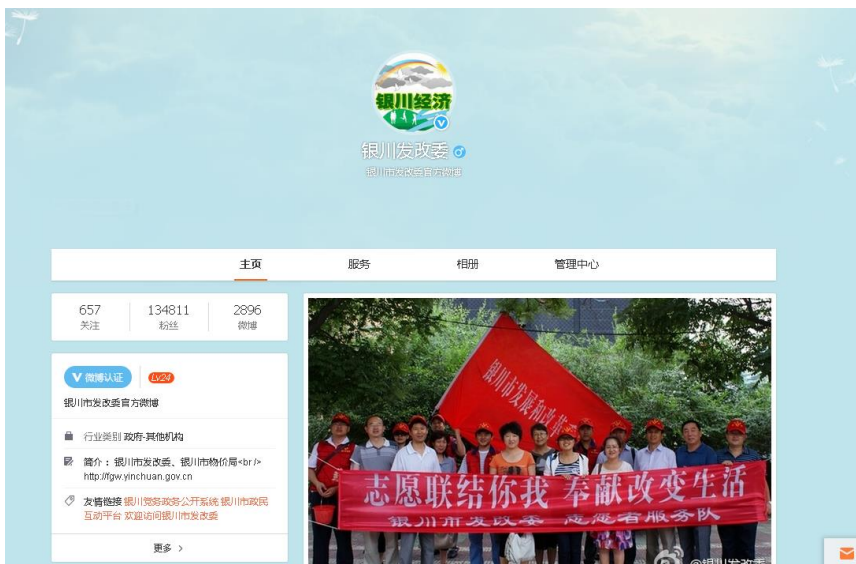 银川经济
银川发改委
银川市发改委官方微博
主页 服务 相册 管理中心
657 134811 2896
关注 粉丝 微博
V 微博认证 Lv24
银川市发改委官方微博
行业类别 政府-其他机构
简介： 银川市发改委、银川市物价局<br />
http://fgw.yinchuan.gov.cn
友情链接 银川党务政务公开系统 银川市政民
互动平台 欢迎访问银川市发改委
更多 >
银川市发展和改革委
志愿联结你我 奉献改变生活
银川市发改委 志愿者服务队
@银川发改委